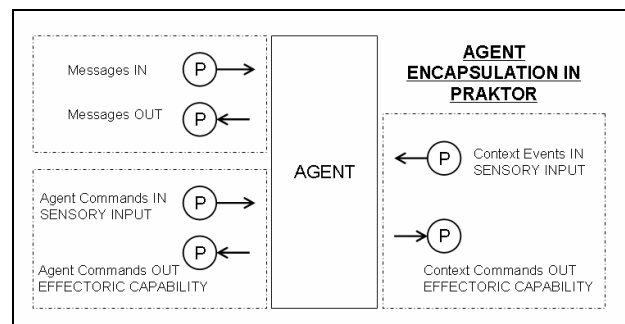 Messages IN
P
Messages OUT
P
Agent Commands IN
SENSORY INPUT
P
P
Agent Commands OUT
EFFECTORIC CAPABILITY
AGENT
AGENT
ENCAPSULATION IN
PRAKTOR
P
Context Events IN
SENSORY INPUT
P
Context Commands OUT
EFFECTORIC CAPABILITY